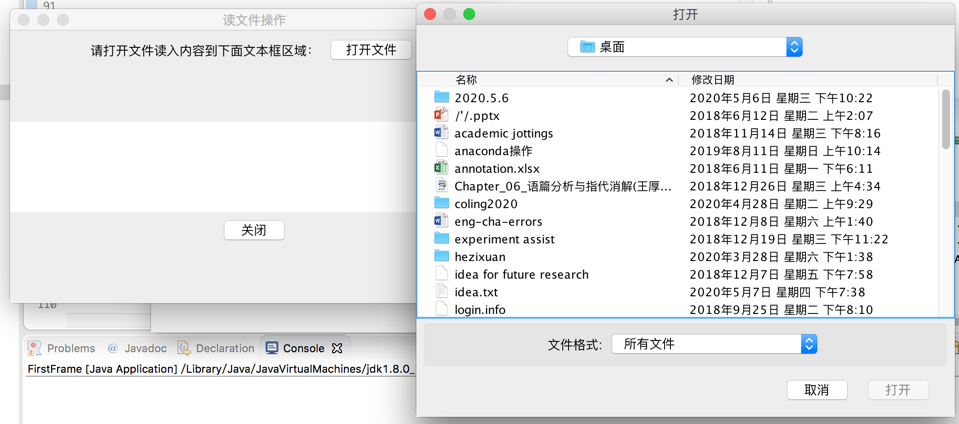 91
读文件操作
请打开文件读入内容到下面文本框区域：
打开文件
关闭
110
Problems
@ Javadoc
Declaration
Console
FirstFrame [Java Application] /Library/Java/JavaVirtualMachines/jdk1.8.0_
打开
桌面
名称 修改日期
2020.5.6 2020年5月6日 星期三 下午10:22
/'/.pptx 2018年6月12日 星期二 上午2:07
academic jottings 2018年11月14日 星期三 下午8:16
anaconda操作 2019年8月11日 星期日 上午10:14
annotation.xlsx 2018年6月11日 星期一 下午6:11
Chapter_06_语篇分析与指代消解(王厚... 2018年12月26日 星期三 上午4:34
coling2020 2020年4月28日 星期二 上午9:29
eng-cha-errors 2018年12月8日 星期六 上午1:40
experiment assist 2018年12月19日 星期三 下午11:22
hezixuan 2020年3月28日 星期六 下午1:38
idea for future research 2018年12月7日 星期五 下午7:58
idea.txt 2020年5月7日 星期四 下午7:38
login.info 2018年9月25日 星期二 下午8:10
文件格式: 所有文件
取消
打开